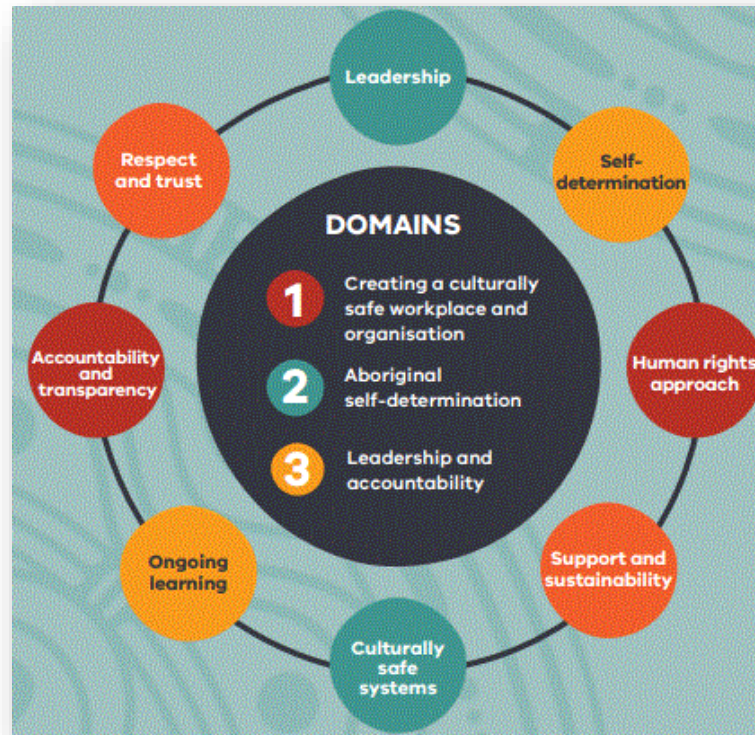 Leadership
Self-
determination
Human rights
approach
Support and
sustainability
Culturally
safe
systems
Ongoing
learning
Accountability
and
transparency
Respect
and trust
DOMAINS
1
Creating a culturally
safe workplace and
organisation
2
Aboriginal
self-determination
3
Leadership and
accountability